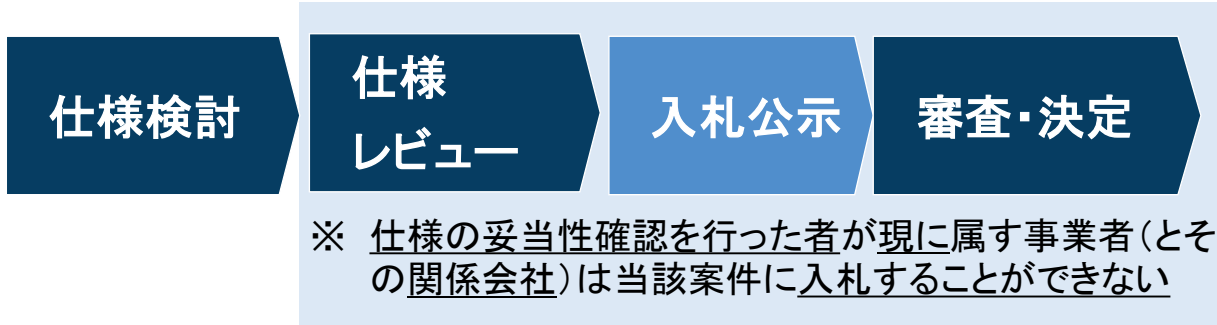 仕様検討
仕様
レビュー
入札公示
審査・決定
※ 仕様の妥当性確認を行った者が現に属す事業者(とそ
の関係会社)は当該案件に入札することができない